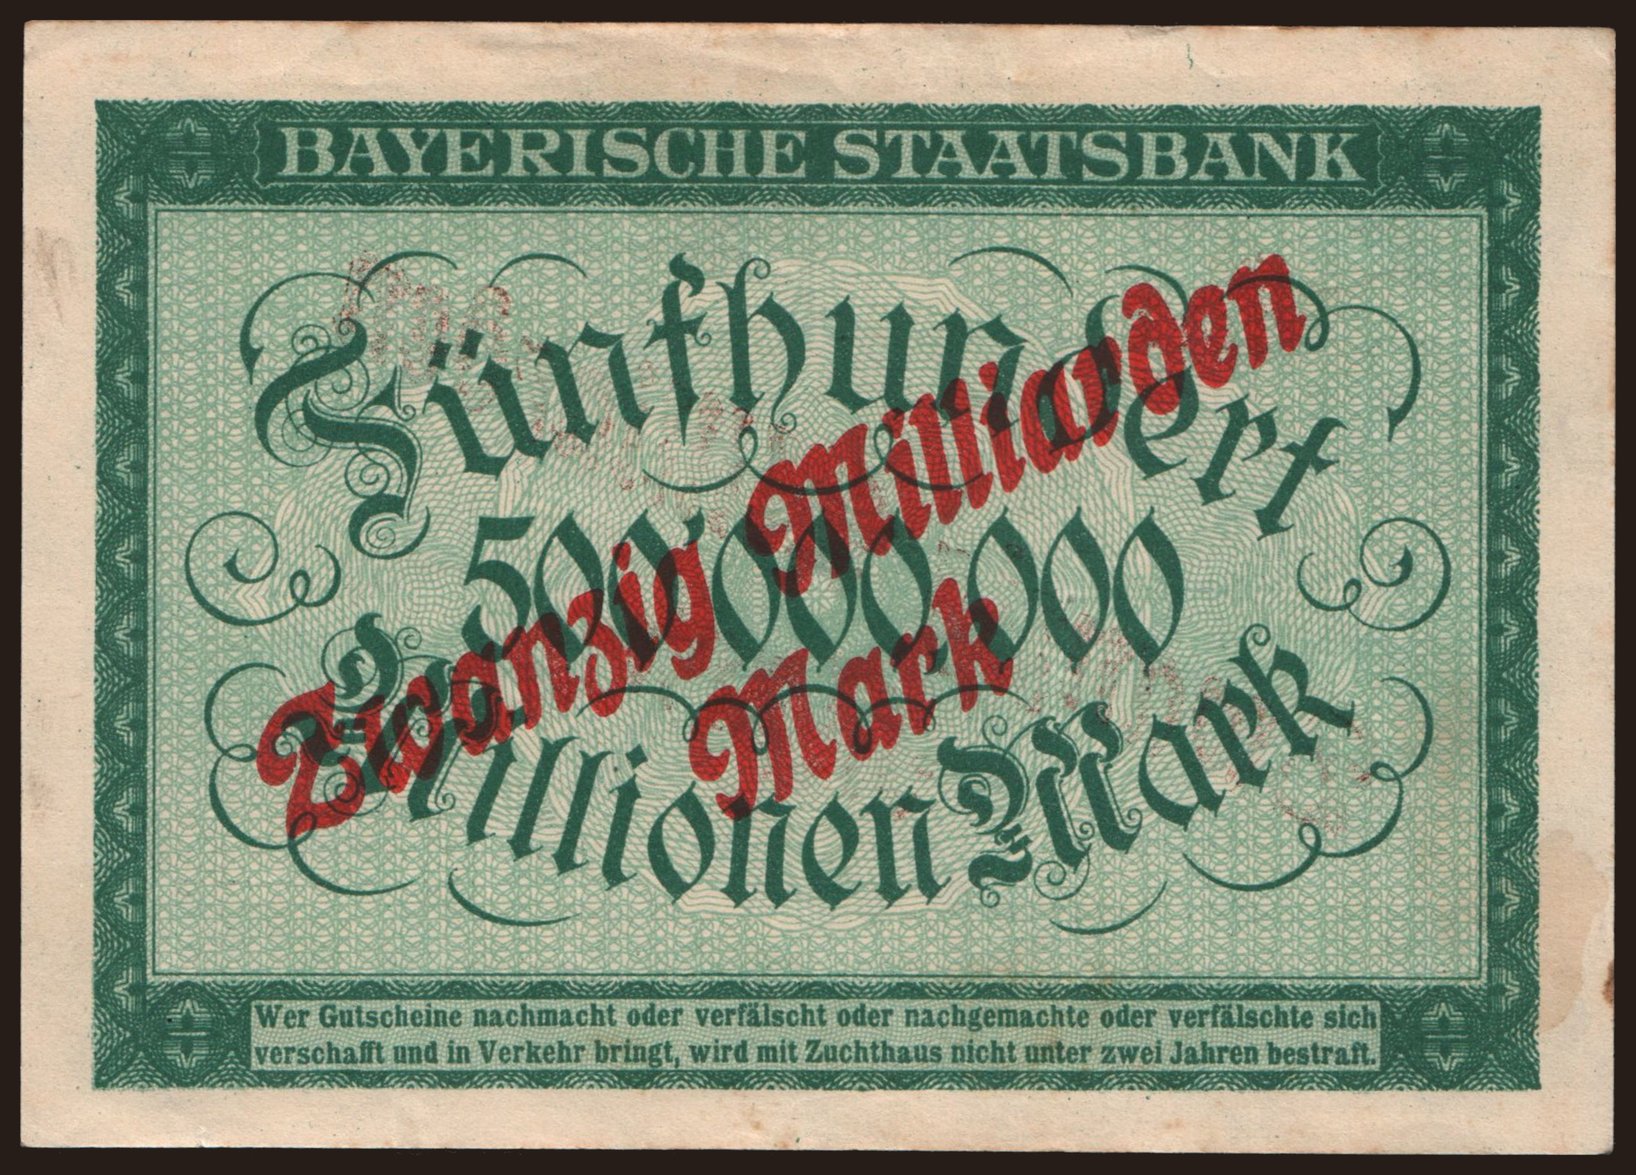 BAYERISCHE STAATSBANK
Fünfhundert
500,000,000
Millionen Mark
Zwanzig Milliarden
Mark
Wer Gutscheine nachmacht oder verfälscht oder nachgemachte oder verfälschte sich
verschafft und in Verkehr bringt, wird mit Zuchthaus nicht unter zwei Jahren bestraft.